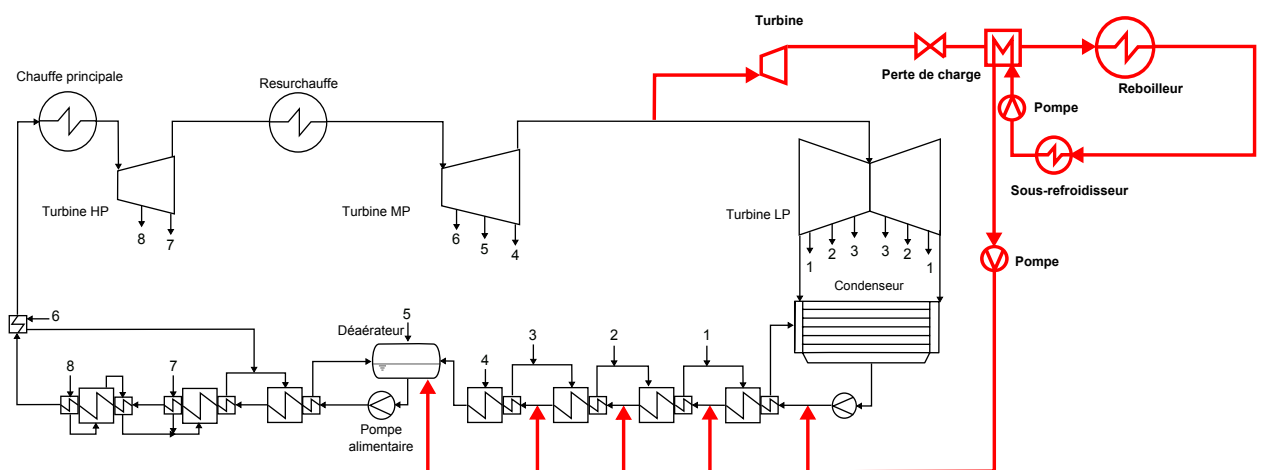 Turbine
Chauffe principale
Resurchauffe
Perte de charge
Reboilleur
Pompe
Sous-refroidisseur
Turbine HP
Turbine MP
Turbine LP
8
7
6
5
4
1
2
3
3
2
1
Pompe
Condenseur
6
Déaérateur
5
3
2
1
8
7
4
Pompe
alimentaire